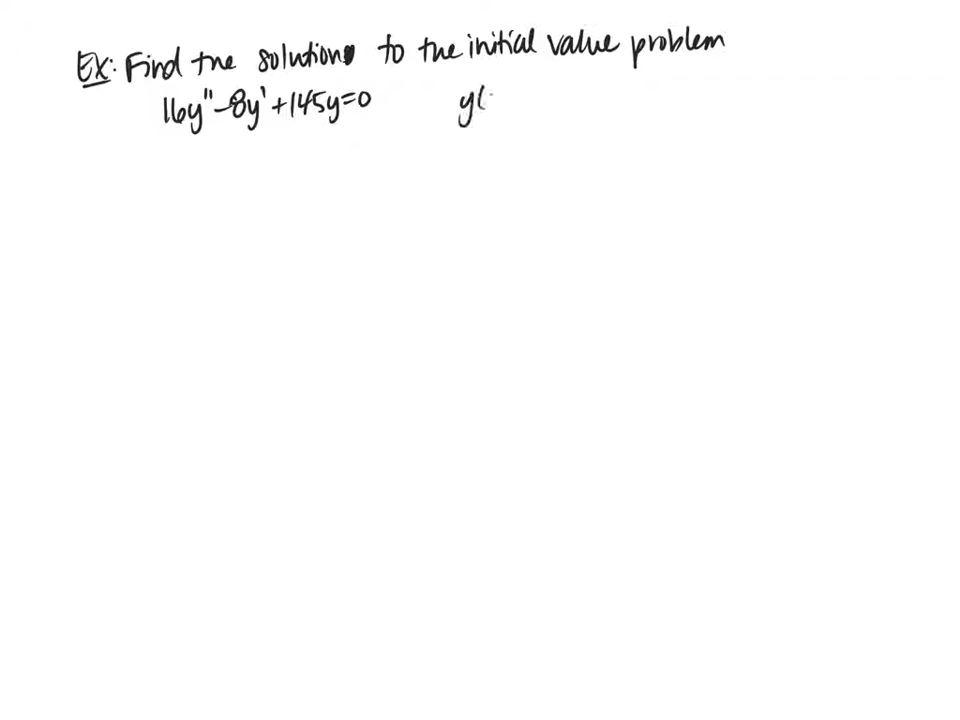 Ex: Find the solution to the initial value problem
16y"-8y'+145y=0 y(